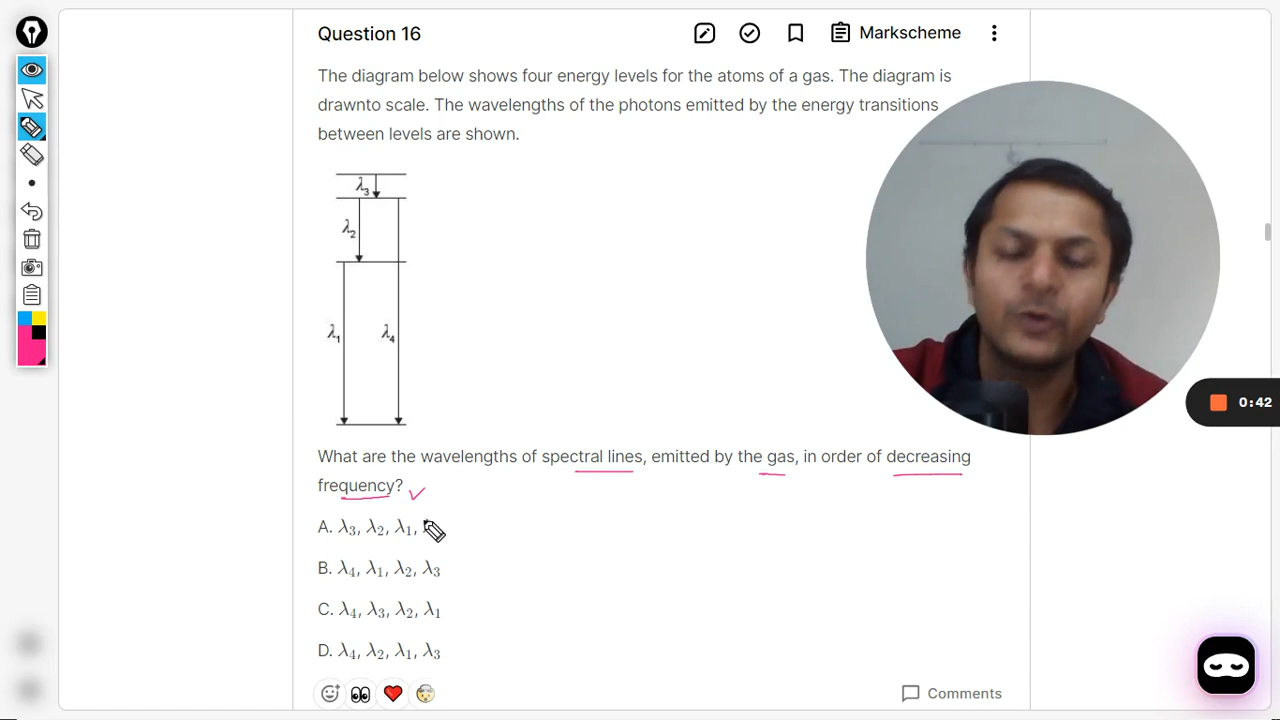 Question 16
Markscheme
The diagram below shows four energy levels for the atoms of a gas. The diagram is
drawnto scale. The wavelengths of the photons emitted by the energy transitions
between levels are shown.
λ₃
λ₂
λ₁
λ₄
0:42
What are the wavelengths of spectral lines, emitted by the gas, in order of decreasing
frequency?
A. λ₃, λ₂, λ₁,
B. λ₄, λ₁, λ₂, λ₃
C. λ₄, λ₃, λ₂, λ₁
D. λ₄, λ₂, λ₁, λ₃
Comments